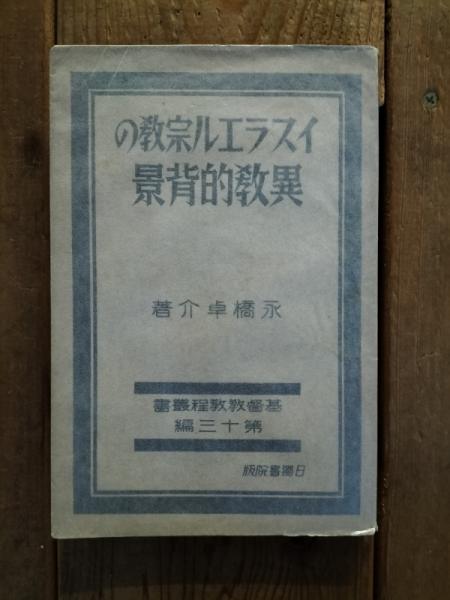 イスラエル宗教の
異教的背景
永橋卓介著
基督教教程叢書
第十三編
日獨書院版